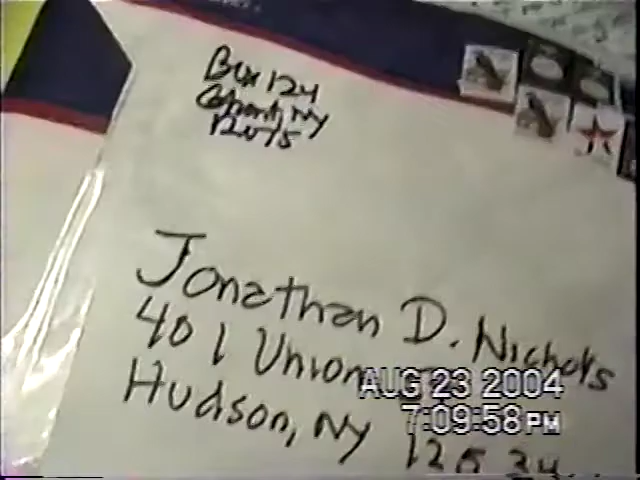 Box 124
Ghent, NY
12075
Jonathan D. Nichols
401 Union
Hudson, NY 12534
AUG 23 2004
7:09:58 PM